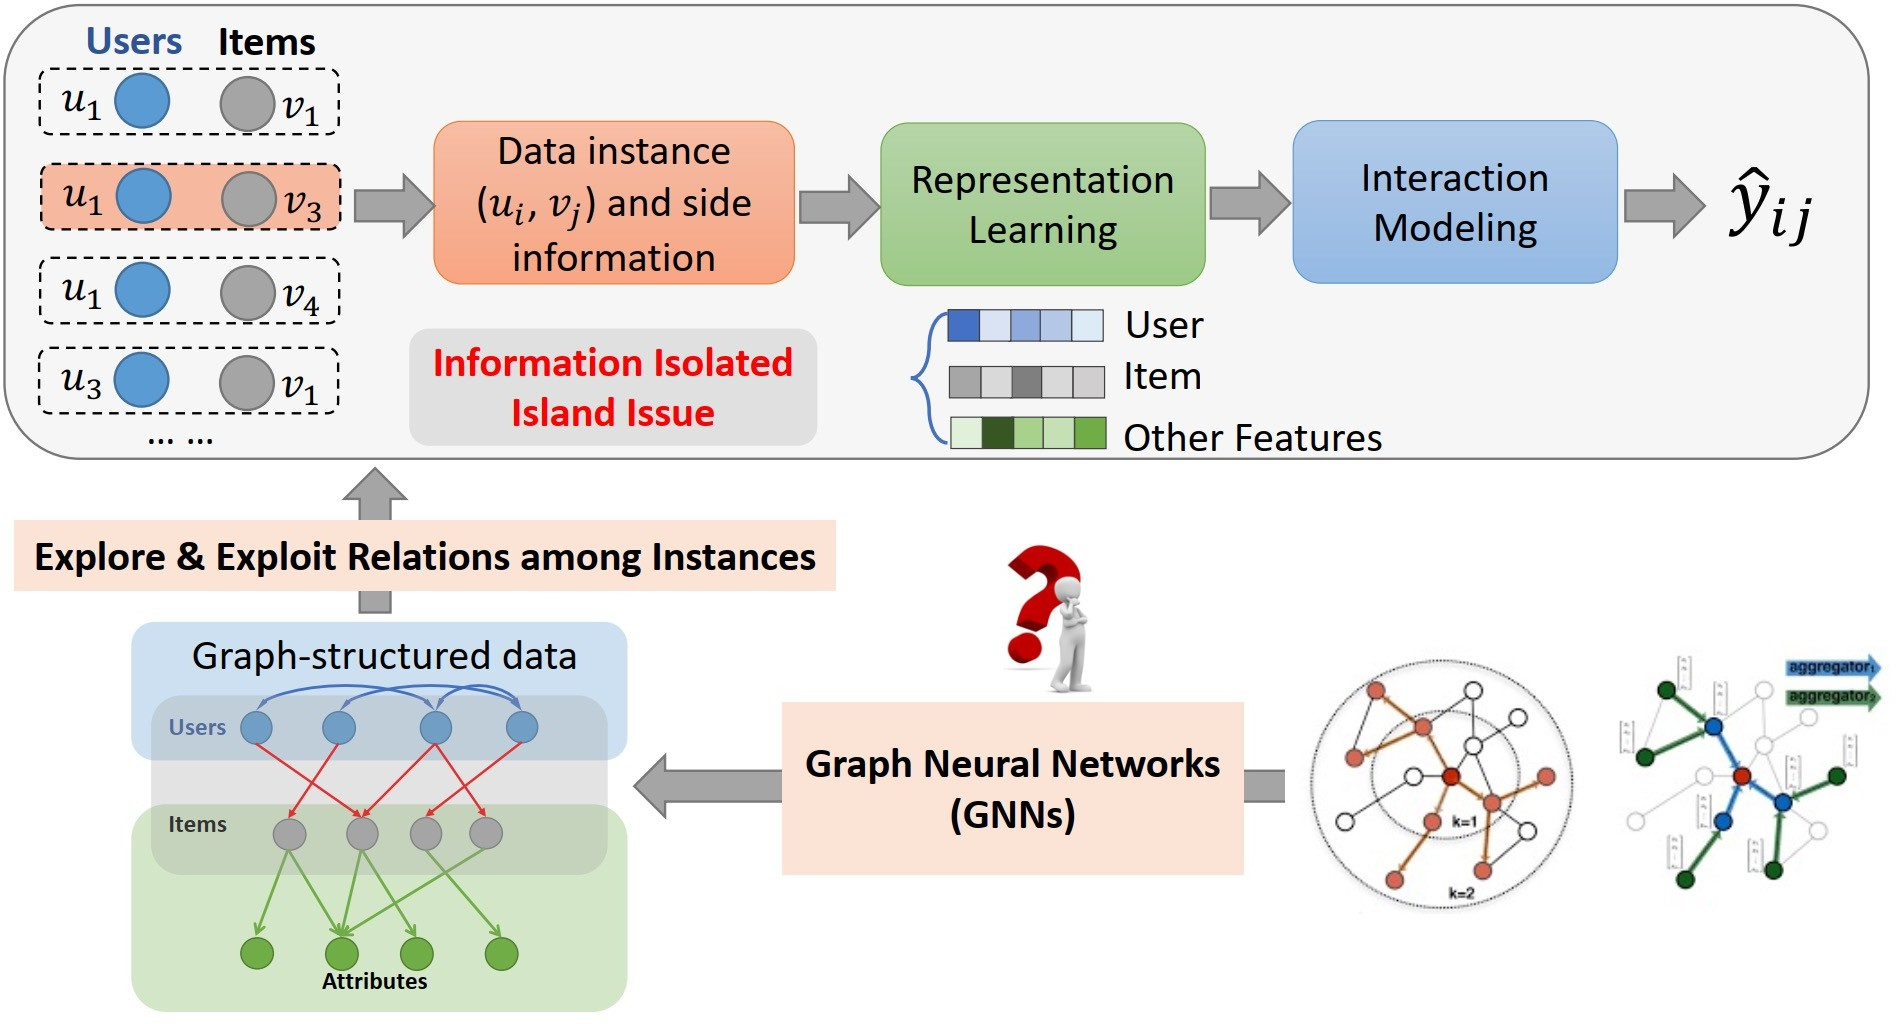 Users Items
u₁ v₁
u₁ v₃
u₁ v₄
u₃ v₁
... ...
Data instance
(uᵢ, vⱼ) and side
information
Representation
Learning
Interaction
Modeling
ŷᵢⱼ
Information Isolated
Island Issue
User
Item
Other Features
Explore & Exploit Relations among Instances
Graph-structured data
Users
Items
Attributes
?
Graph Neural Networks
(GNNs)
k=1
k=2
aggregator₁
aggregator₂